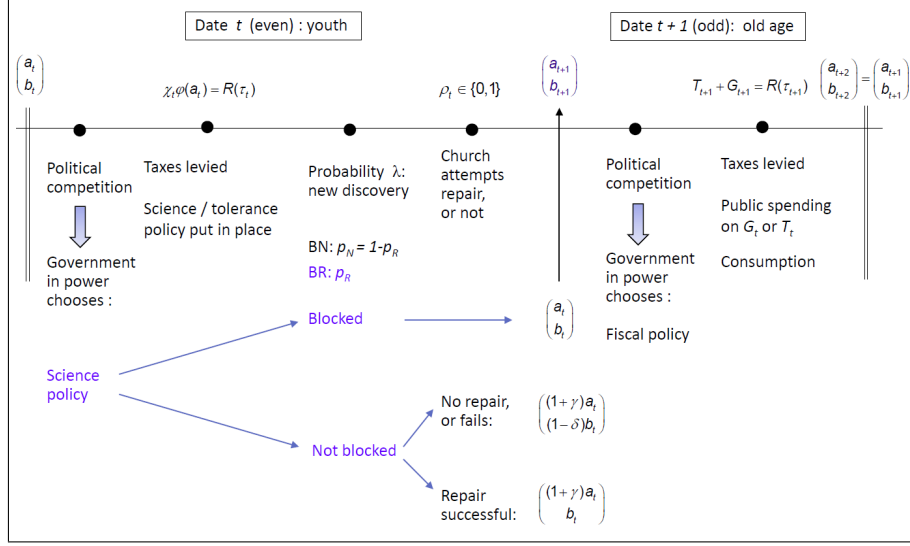 Date t (even) : youth
Date t + 1 (odd): old age
(a_t
b_t)
χ_tφ(a_t) = R(τ_t)
ρ_t ∈ {0,1}
(a_{t+1}
b_{t+1})
T_{t+1} + G_{t+1} = R(τ_{t+1})
(a_{t+2}
b_{t+2}) = (a_{t+1}
b_{t+1})
Political
competition
Government
in power
chooses :
Taxes levied
Science / tolerance
policy put in place
Probability λ:
new discovery
BN: p_N = 1-p_R
BR: p_R
Church
attempts
repair,
or not
Political
competition
Government
in power
chooses :
Fiscal policy
Taxes levied
Public spending
on G_t or T_t
Consumption
Blocked
(a_t
b_t)
Science
policy
Not blocked
No repair,
or fails:
((1+γ)a_t
(1−δ)b_t)
Repair
successful:
((1+γ)a_t
b_t)